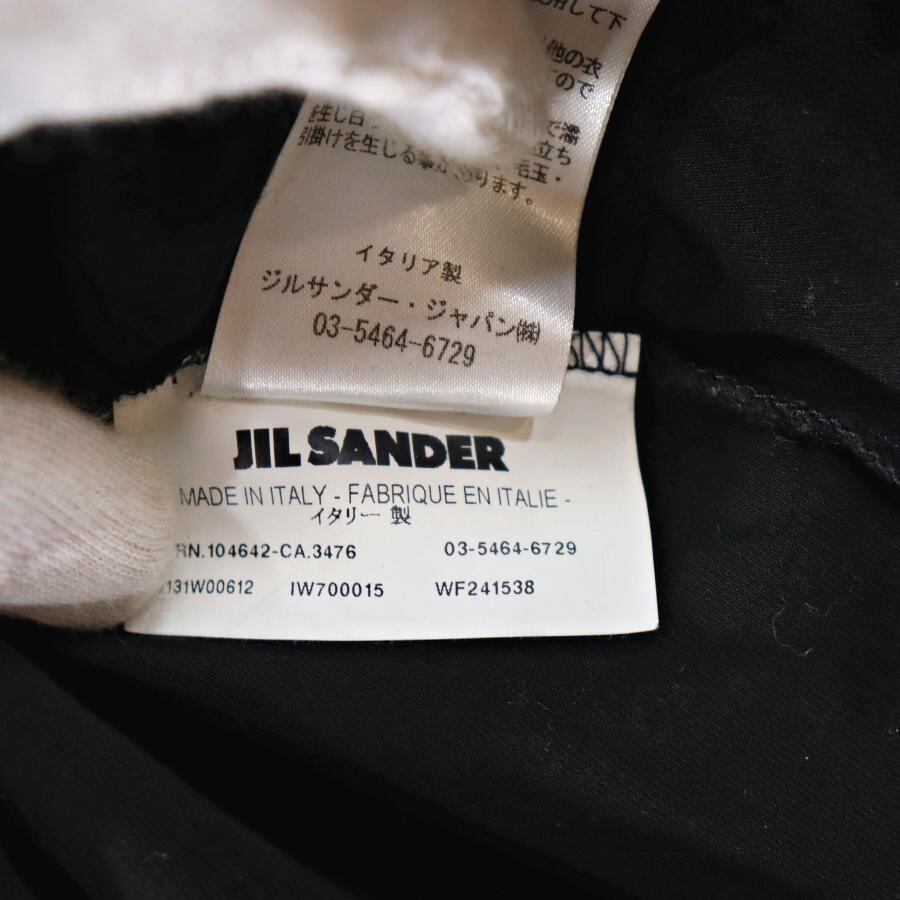 して下
他の衣
ので
で濡
立ち
毛玉・
引掛けを生じる事があります。
イタリア製
ジルサンダー・ジャパン㈱
03-5464-6729
JIL SANDER
MADE IN ITALY - FABRIQUE EN ITALIE -
イタリー 製
RN.104642-CA.3476 03-5464-6729
131W00612 IW700015 WF241538